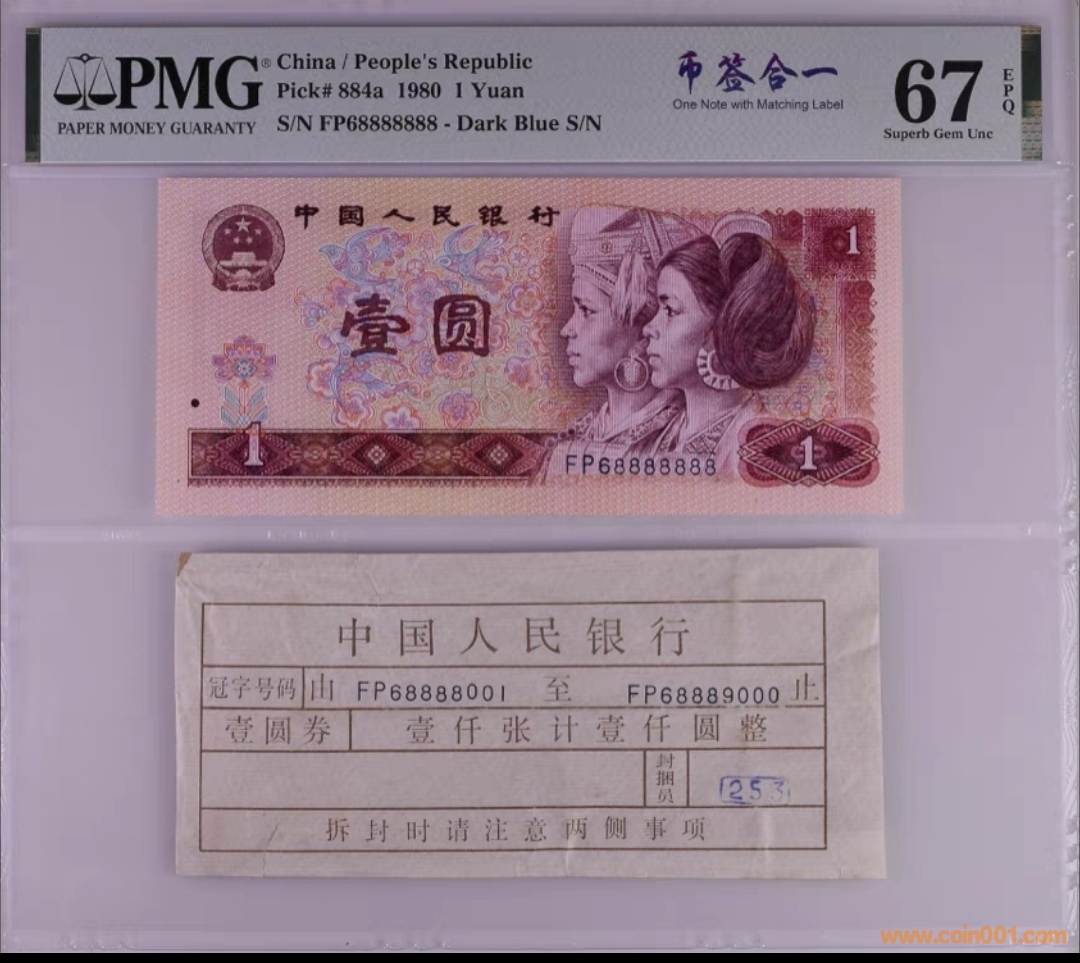 PMG®
PAPER MONEY GUARANTY
China / People's Republic
Pick# 884a 1980 1 Yuan
S/N FP68888888 - Dark Blue S/N
币签合一
One Note with Matching Label
67
EPQ
Superb Gem Unc
中国人民银行
1
壹圆
1
FP68888888
1
中国人民银行
冠字号码 由 FP68888001 至 FP68889000 止
壹圆券 壹仟张计壹仟圆整
封捆员 253
拆封时请注意两侧事项
www.coin001.com